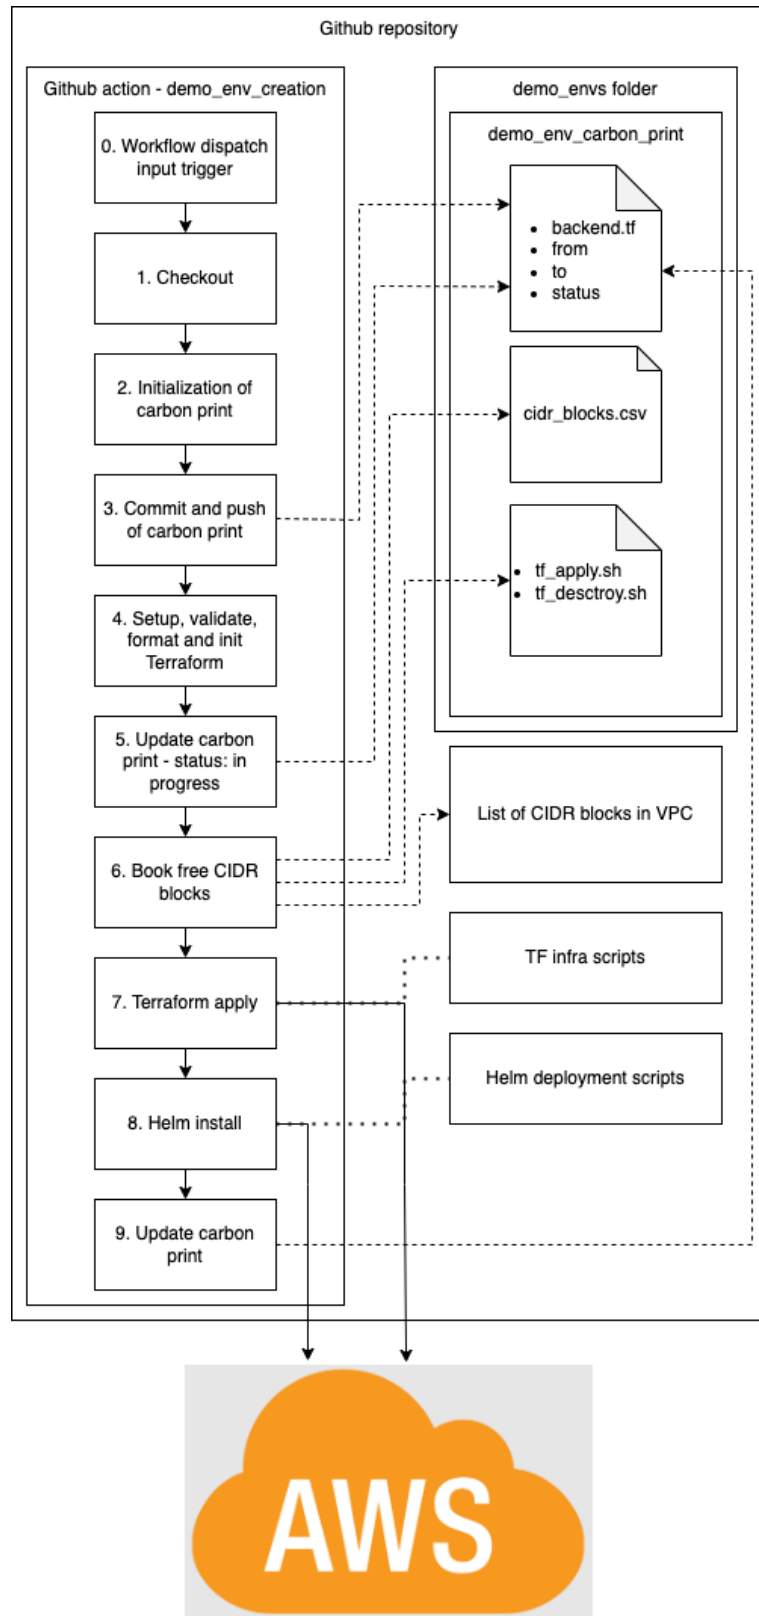 Github repository
Github action - demo_env_creation
0. Workflow dispatch
input trigger
1. Checkout
2. Initialization of
carbon print
3. Commit and push
of carbon print
4. Setup, validate,
format and init
Terraform
5. Update carbon
print - status: in
progress
6. Book free CIDR
blocks
7. Terraform apply
8. Helm install
9. Update carbon
print
demo_envs folder
demo_env_carbon_print
• backend.tf
• from
• to
• status
cidr_blocks.csv
• tf_apply.sh
• tf_desctroy.sh
List of CIDR blocks in VPC
TF infra scripts
Helm deployment scripts
AWS